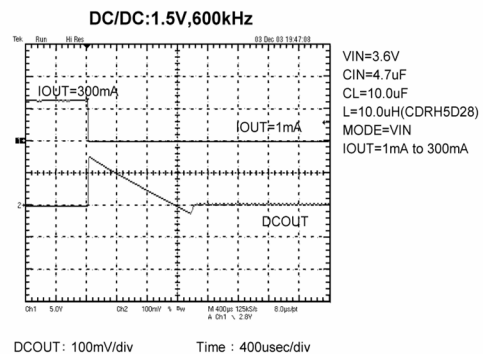 DC/DC:1.5V,600kHz
Tek Run Hi Res 03 Dec 03 19:47:08
IOUT=300mA
IOUT=1mA
DCOUT
2
Ch1 5.0V Ch2 100mV % Bw M 400µs 125kS/s 8.0µs/pt
A Ch1 \ 2.8V
VIN=3.6V
CIN=4.7uF
CL=10.0uF
L=10.0uH(CDRH5D28)
MODE=VIN
IOUT=1mA to 300mA
DCOUT: 100mV/div Time : 400usec/div